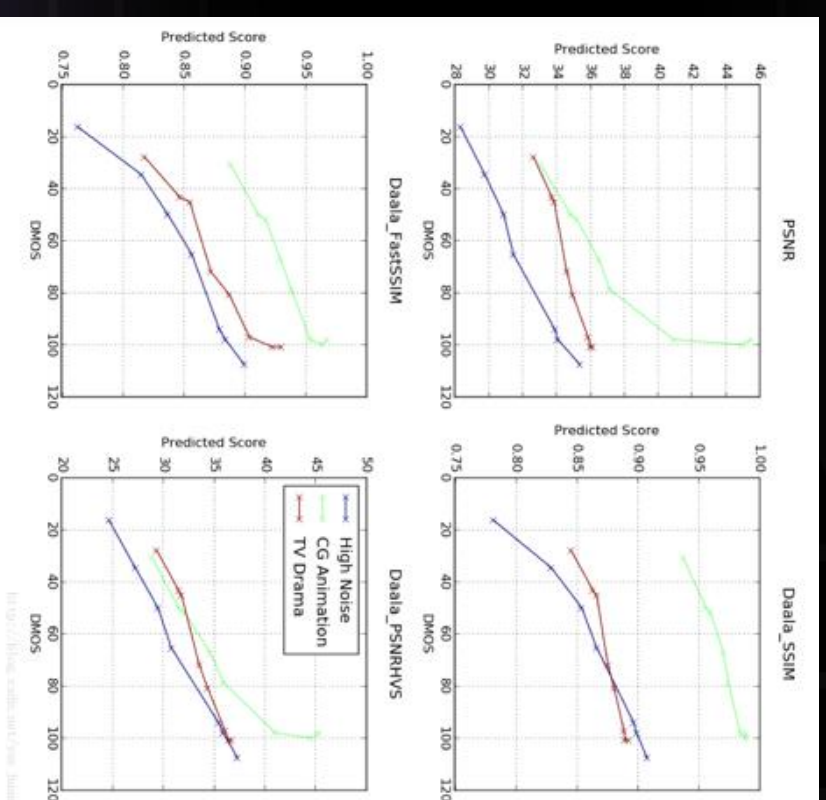 PSNR
Predicted Score
46
44
42
40
38
36
34
32
30
28
0 20 40 60 80 100 120
DMOS
Daala_SSIM
Predicted Score
1.00
0.95
0.90
0.85
0.80
0.75
0 20 40 60 80 100 120
DMOS
Daala_FastSSIM
Predicted Score
1.00
0.95
0.90
0.85
0.80
0.75
0 20 40 60 80 100 120
DMOS
Daala_PSNRHVS
Predicted Score
50
45
40
35
30
25
20
High Noise
CG Animation
TV Drama
0 20 40 60 80 100 120
DMOS